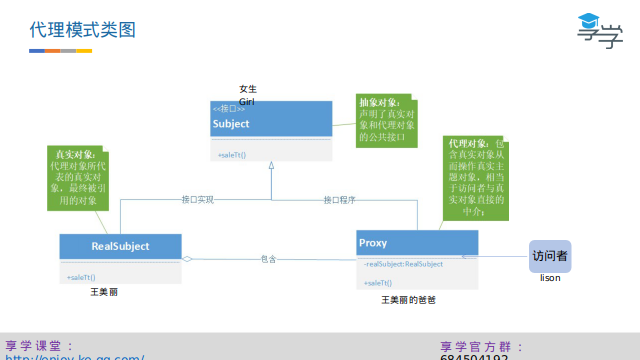 代理模式类图
享学
女生
Girl
<<接口>>
Subject
+saleTt()
抽象对象：
声明了真实对
象和代理对象
的公共接口
代理对象：包
含真实对象从
而操作真实主
题对象，相当
于访问者与真
实对象直接的
中介；
真实对象：
代理对象所代
表的真实对
象，最终被引
用的对象
接口实现
接口程序
RealSubject
+saleTt()
王美丽
包含
Proxy
-realSubject:RealSubject
+saleTt()
王美丽的爸爸
访问者
lison
享学课堂：
http://enjoy.ke.qq.com/
享学官方群：
684504192